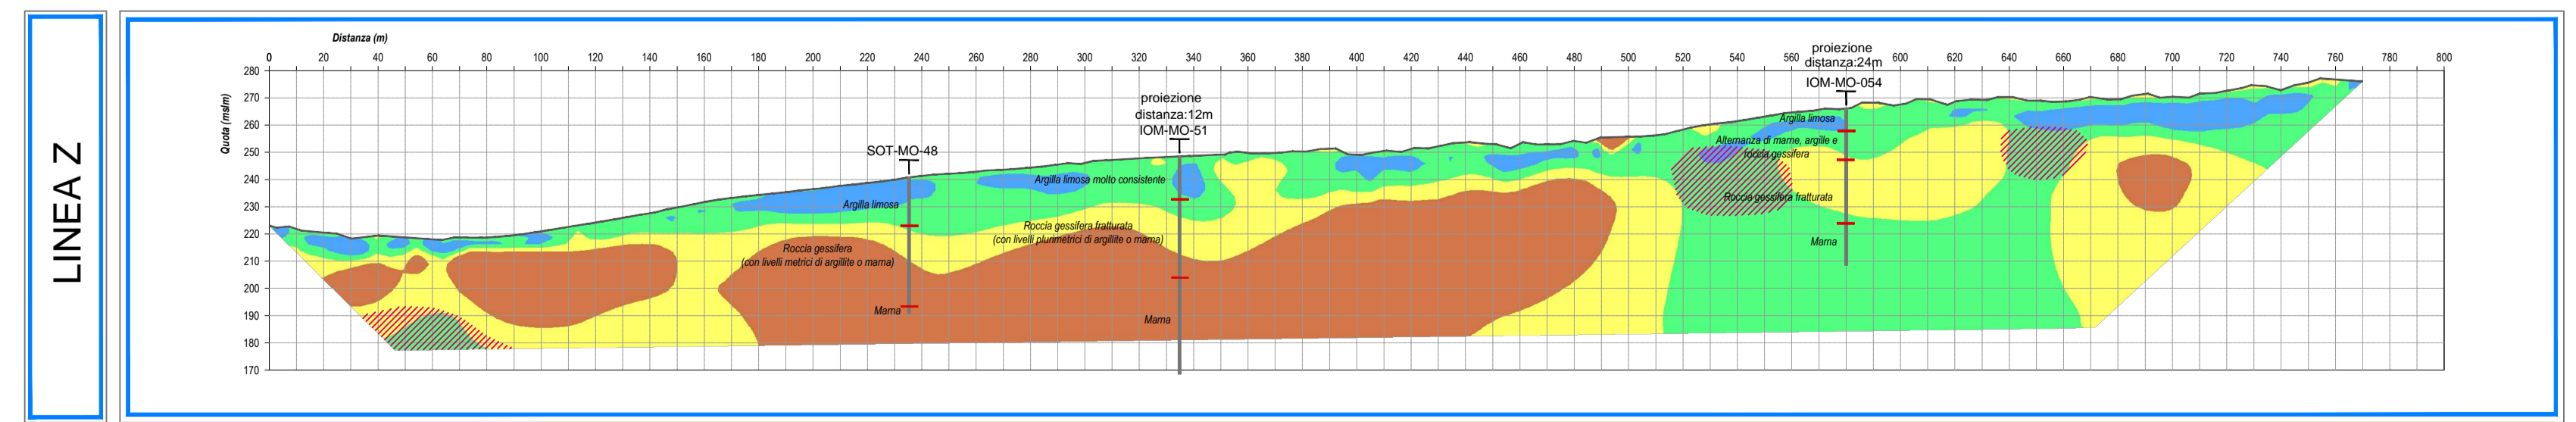 LINEA Z
Distanza (m)
0 20 40 60 80 100 120 140 160 180 200 220 240 260 280 300 320 340 360 380 400 420 440 460 480 500 520 540 560 580 600 620 640 660 680 700 720 740 760 780 800
Quota (mslm)
280
270
260
250
240
230
220
210
200
190
180
170
SOT-MO-48
Argilla limosa
Roccia gessifera
(con livelli metrici di argillite o marna)
Marna
proiezione
distanza:12m
IOM-MO-51
Argilla limosa molto consistente
Roccia gessifera fratturata
(con livelli plurimetrici di argillite o marna)
Marna
proiezione
distanza:24m
IOM-MO-054
Argilla limosa
Alternanza di marne, argille e
roccia gessifera
Roccia gessifera fratturata
Marna